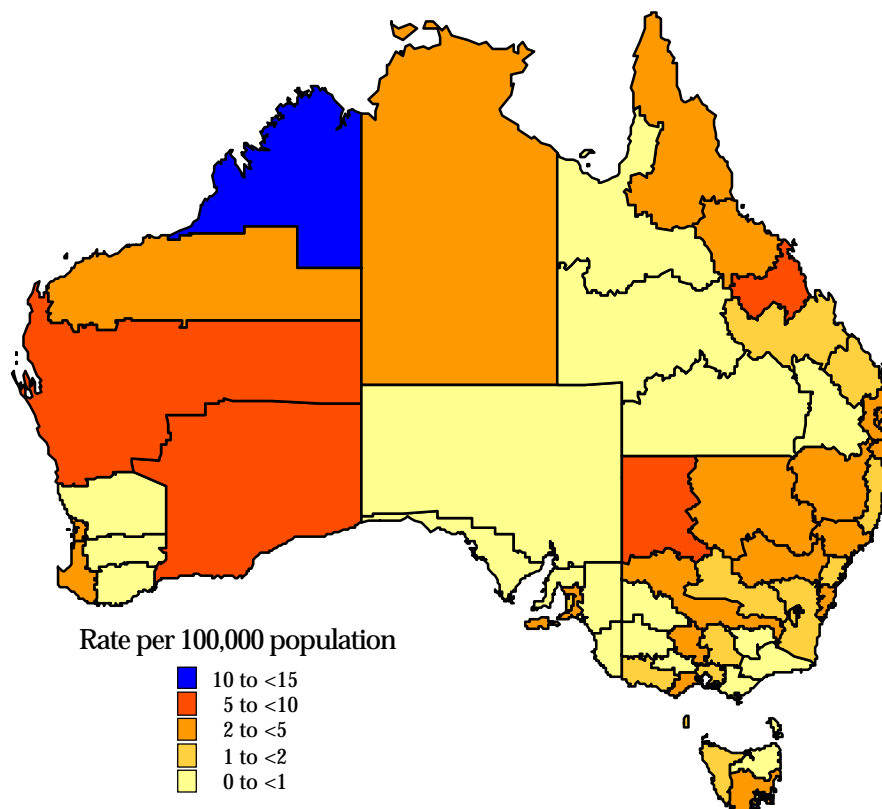 Rate per 100,000 population
10 to <15
5 to <10
2 to <5
1 to <2
0 to <1